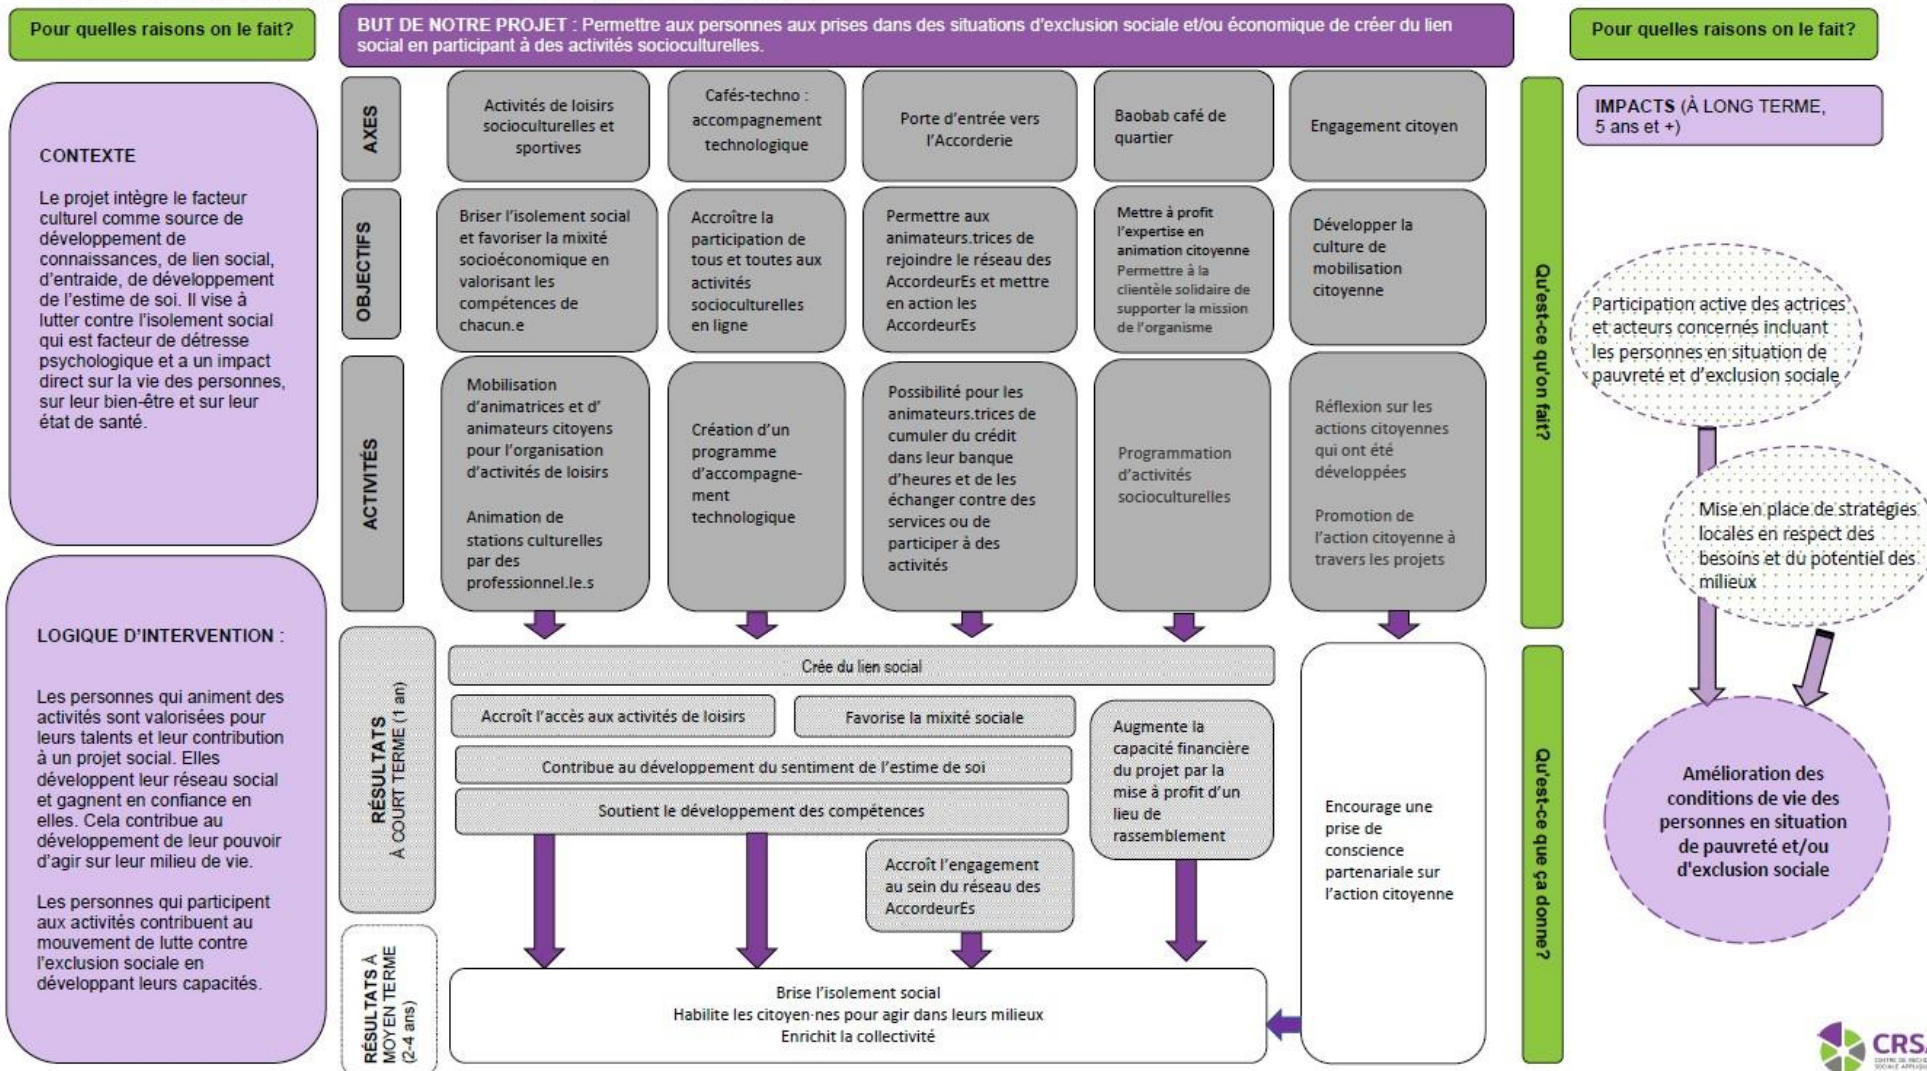 Pour quelles raisons on le fait?
BUT DE NOTRE PROJET : Permettre aux personnes aux prises dans des situations d'exclusion sociale et/ou économique de créer du lien
social en participant à des activités socioculturelles.
Pour quelles raisons on le fait?
CONTEXTE
Le projet intègre le facteur
culturel comme source de
développement de
connaissances, de lien social,
d'entraide, de développement
de l'estime de soi. Il vise à
lutter contre l'isolement social
qui est facteur de détresse
psychologique et a un impact
direct sur la vie des personnes,
sur leur bien-être et sur leur
état de santé.
LOGIQUE D'INTERVENTION :
Les personnes qui animent des
activités sont valorisées pour
leurs talents et leur contribution
à un projet social. Elles
développent leur réseau social
et gagnent en confiance en
elles. Cela contribue au
développement de leur pouvoir
d'agir sur leur milieu de vie.
Les personnes qui participent
aux activités contribuent au
mouvement de lutte contre
l'exclusion sociale en
développant leurs capacités.
AXES
Activités de loisirs
socioculturelles et
sportives
Cafés-techno :
accompagnement
technologique
Porte d'entrée vers
l'Accorderie
Baobab café de
quartier
Engagement citoyen
OBJECTIFS
Briser l'isolement social
et favoriser la mixité
socioéconomique en
valorisant les
compétences de
chacun.e
Accroître la
participation de
tous et toutes aux
activités
socioculturelles
en ligne
Permettre aux
animateurs.trices de
rejoindre le réseau des
AccordeurEs et mettre
en action les
AccordeurEs
Mettre à profit
l'expertise en
animation citoyenne
Permettre à la
clientèle solidaire de
supporter la mission
de l'organisme
Développer la
culture de
mobilisation
citoyenne
ACTIVITÉS
Mobilisation
d'animatrices et d'
animateurs citoyens
pour l'organisation
d'activités de loisirs
Animation de
stations culturelles
par des
professionnel.le.s
Création d'un
programme
d'accompagne-
ment
technologique
Possibilité pour les
animateurs.trices de
cumuler du crédit
dans leur banque
d'heures et de les
échanger contre des
services ou de
participer à des
activités
Programmation
d'activités
socioculturelles
Réflexion sur les
actions citoyennes
qui ont été
développées
Promotion de
l'action citoyenne à
travers les projets
RÉSULTATS
À COURT TERME (1 an)
Crée du lien social
Accroît l'accès aux activités de loisirs
Favorise la mixité sociale
Contribue au développement du sentiment de l'estime de soi
Soutient le développement des compétences
Accroît l'engagement
au sein du réseau des
AccordeurEs
Augmente la
capacité financière
du projet par la
mise à profit d'un
lieu de
rassemblement
Encourage une
prise de
conscience
partenariale sur
l'action citoyenne
RÉSULTATS À
MOYEN TERME
(2-4 ans)
Brise l'isolement social
Habilite les citoyen·nes pour agir dans leurs milieux
Enrichit la collectivité
Qu'est-ce qu'on fait?
Qu'est-ce que ça donne?
IMPACTS (À LONG TERME,
5 ans et +)
Participation active des actrices
et acteurs concernés incluant
les personnes en situation de
pauvreté et d'exclusion sociale
Mise en place de stratégies
locales en respect des
besoins et du potentiel des
milieux
Amélioration des
conditions de vie des
personnes en situation
de pauvreté et/ou
d'exclusion sociale
CRSA